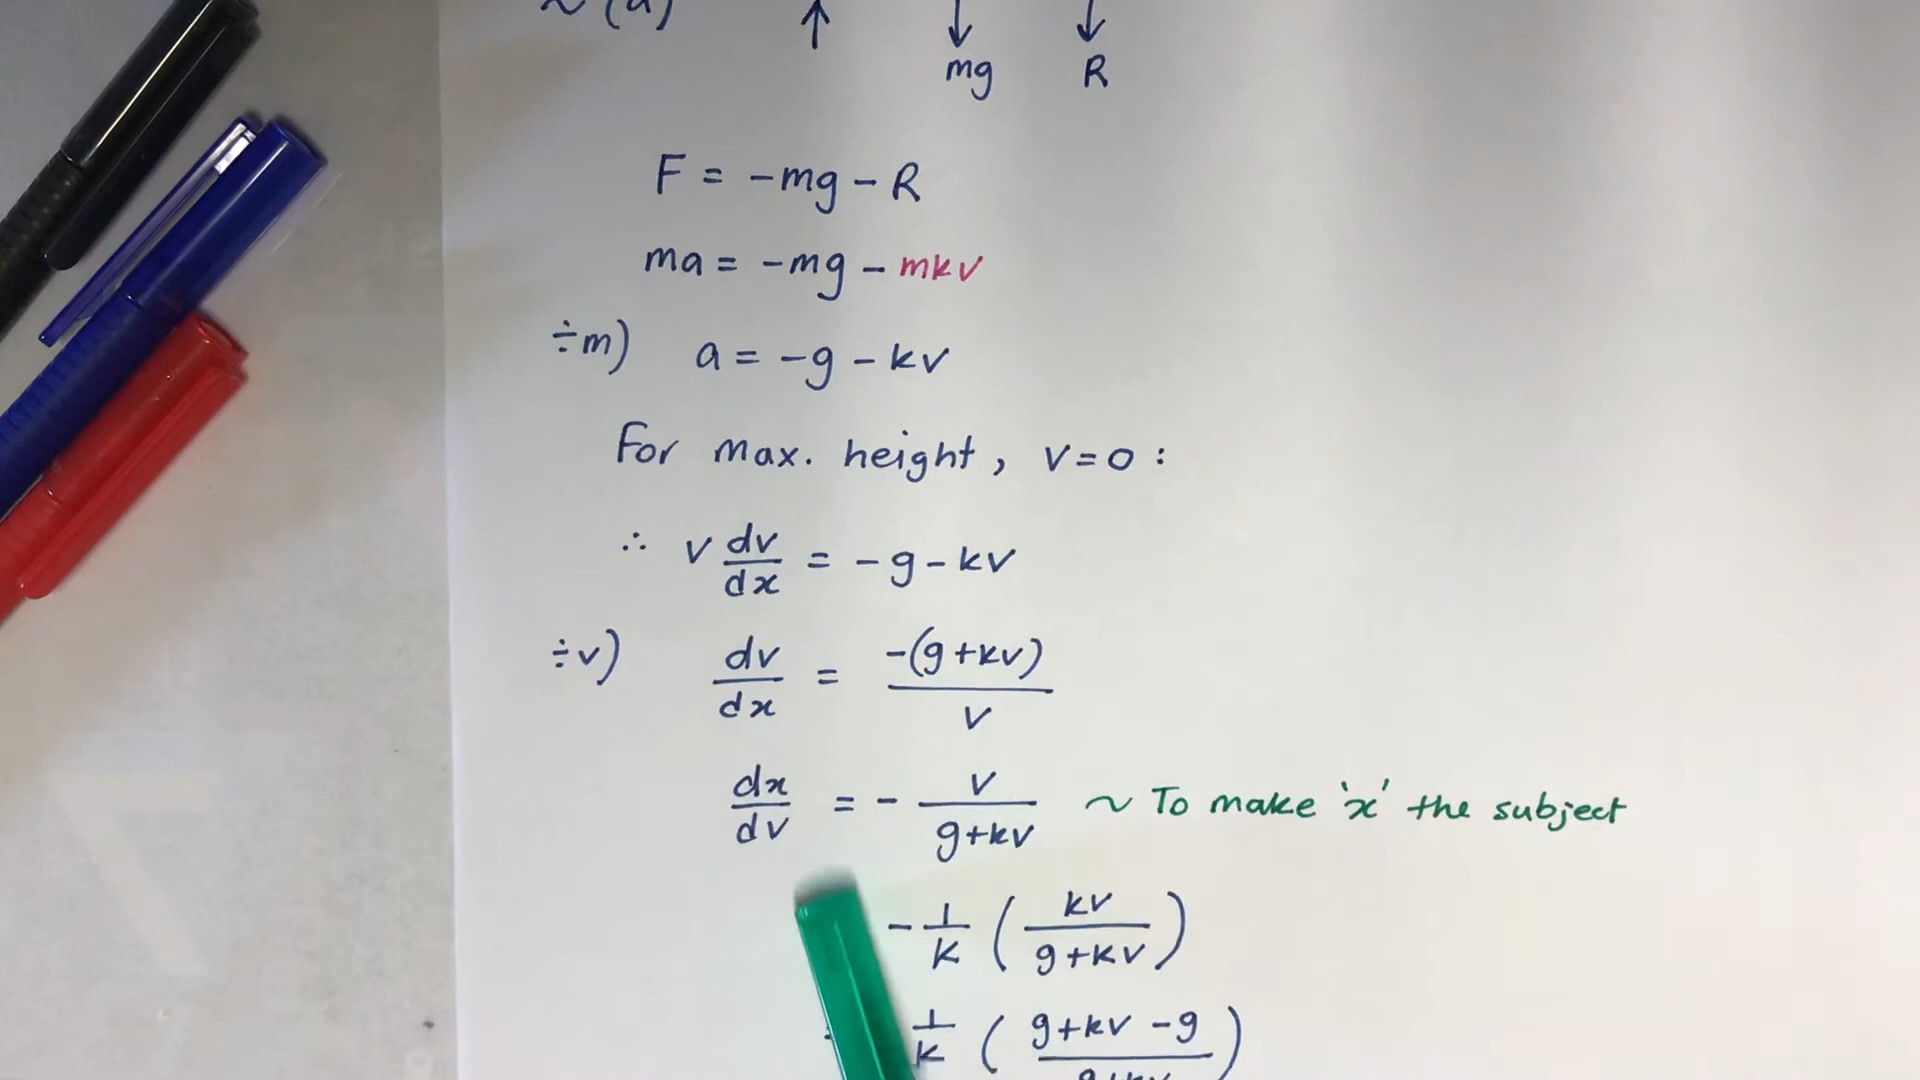 ~ (a) ↑ ↓ ↓
mg R
F = -mg - R
ma = -mg - mkv
÷m) a = -g - kv
For max. height, v=0 :
∴ v dv/dx = -g - kv
÷v) dv/dx = -(g+kv)/v
dx/dv = - v/(g+kv) ~ To make 'x' the subject
-1/k (kv/(g+kv))
1/k ((g+kv -g)/(g+kv))